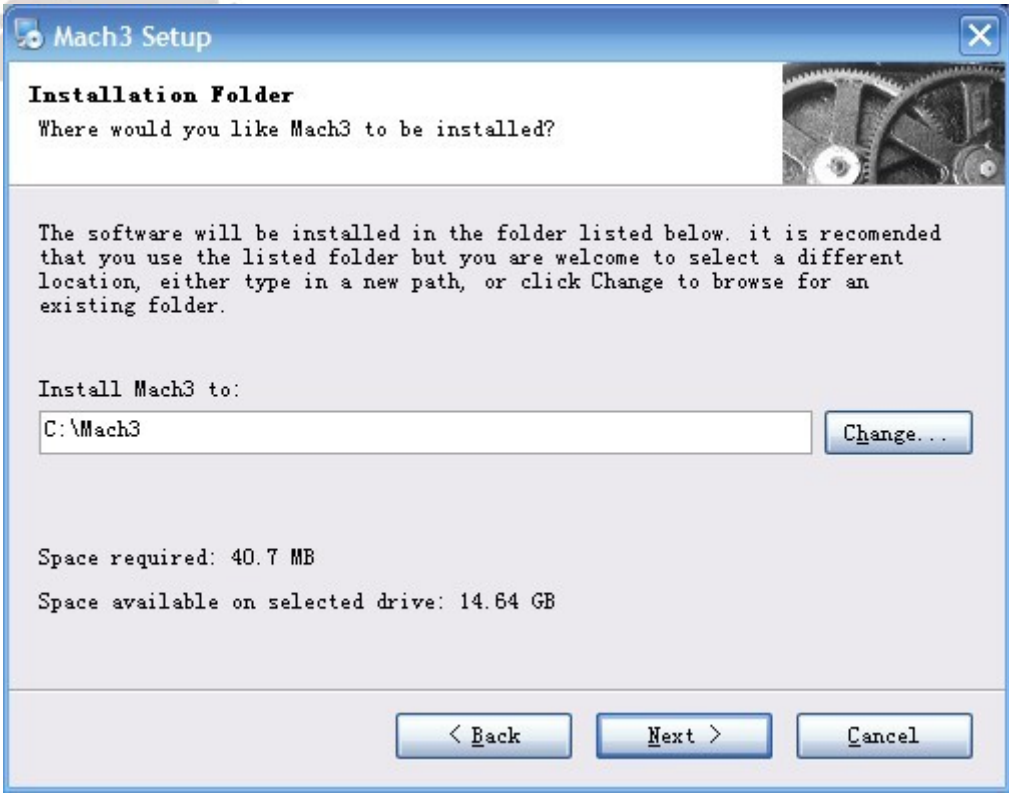 Mach3 Setup
Installation Folder
Where would you like Mach3 to be installed?
The software will be installed in the folder listed below. it is recomended
that you use the listed folder but you are welcome to select a different
location, either type in a new path, or click Change to browse for an
existing folder.
Install Mach3 to:
C:\Mach3
Change...
Space required: 40.7 MB
Space available on selected drive: 14.64 GB
< Back
Next >
Cancel